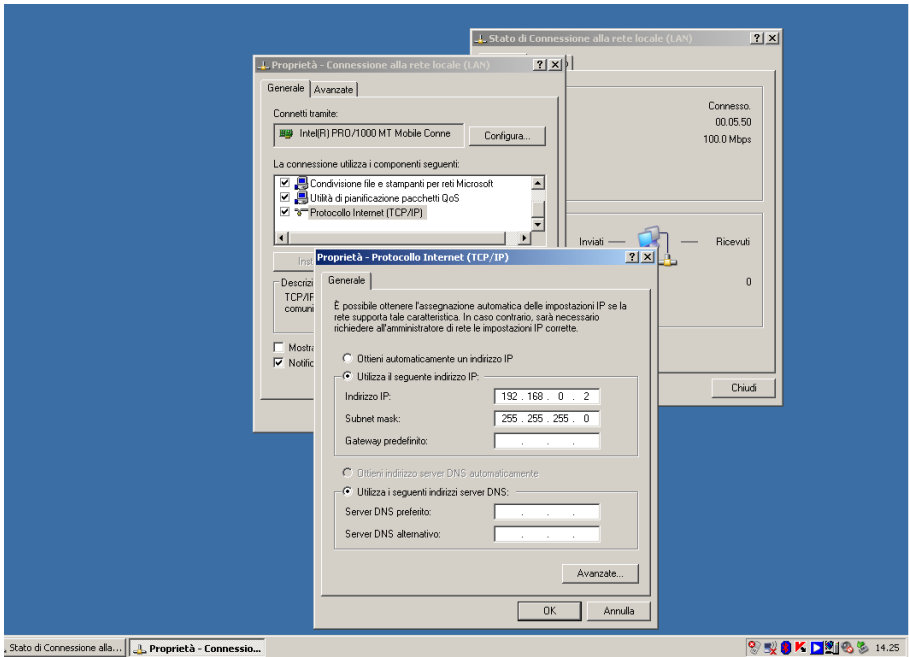 Stato di Connessione alla rete locale (LAN)
Connesso.
00.05.50
100.0 Mbps
Inviati
Ricevuti
0
Chiudi
Proprietà - Connessione alla rete locale (LAN)
Generale
Avanzate
Connetti tramite:
Intel(R) PRO/1000 MT Mobile Conne
Configura...
La connessione utilizza i componenti seguenti:
Condivisione file e stampanti per reti Microsoft
Utilità di pianificazione pacchetti QoS
Protocollo Internet (TCP/IP)
Inst
Descrizi
TCP/IP
comuni
Mostra
Notific
Proprietà - Protocollo Internet (TCP/IP)
Generale
È possibile ottenere l'assegnazione automatica delle impostazioni IP se la
rete supporta tale caratteristica. In caso contrario, sarà necessario
richiedere all'amministratore di rete le impostazioni IP corrette.
Ottieni automaticamente un indirizzo IP
Utilizza il seguente indirizzo IP:
Indirizzo IP: 192 . 168 . 0 . 2
Subnet mask: 255 . 255 . 255 . 0
Gateway predefinito: . . .
Ottieni indirizzo server DNS automaticamente
Utilizza i seguenti indirizzi server DNS:
Server DNS preferito: . . .
Server DNS alternativo: . . .
Avanzate...
OK
Annulla
Stato di Connessione alla...
Proprietà - Connessio...
14.25